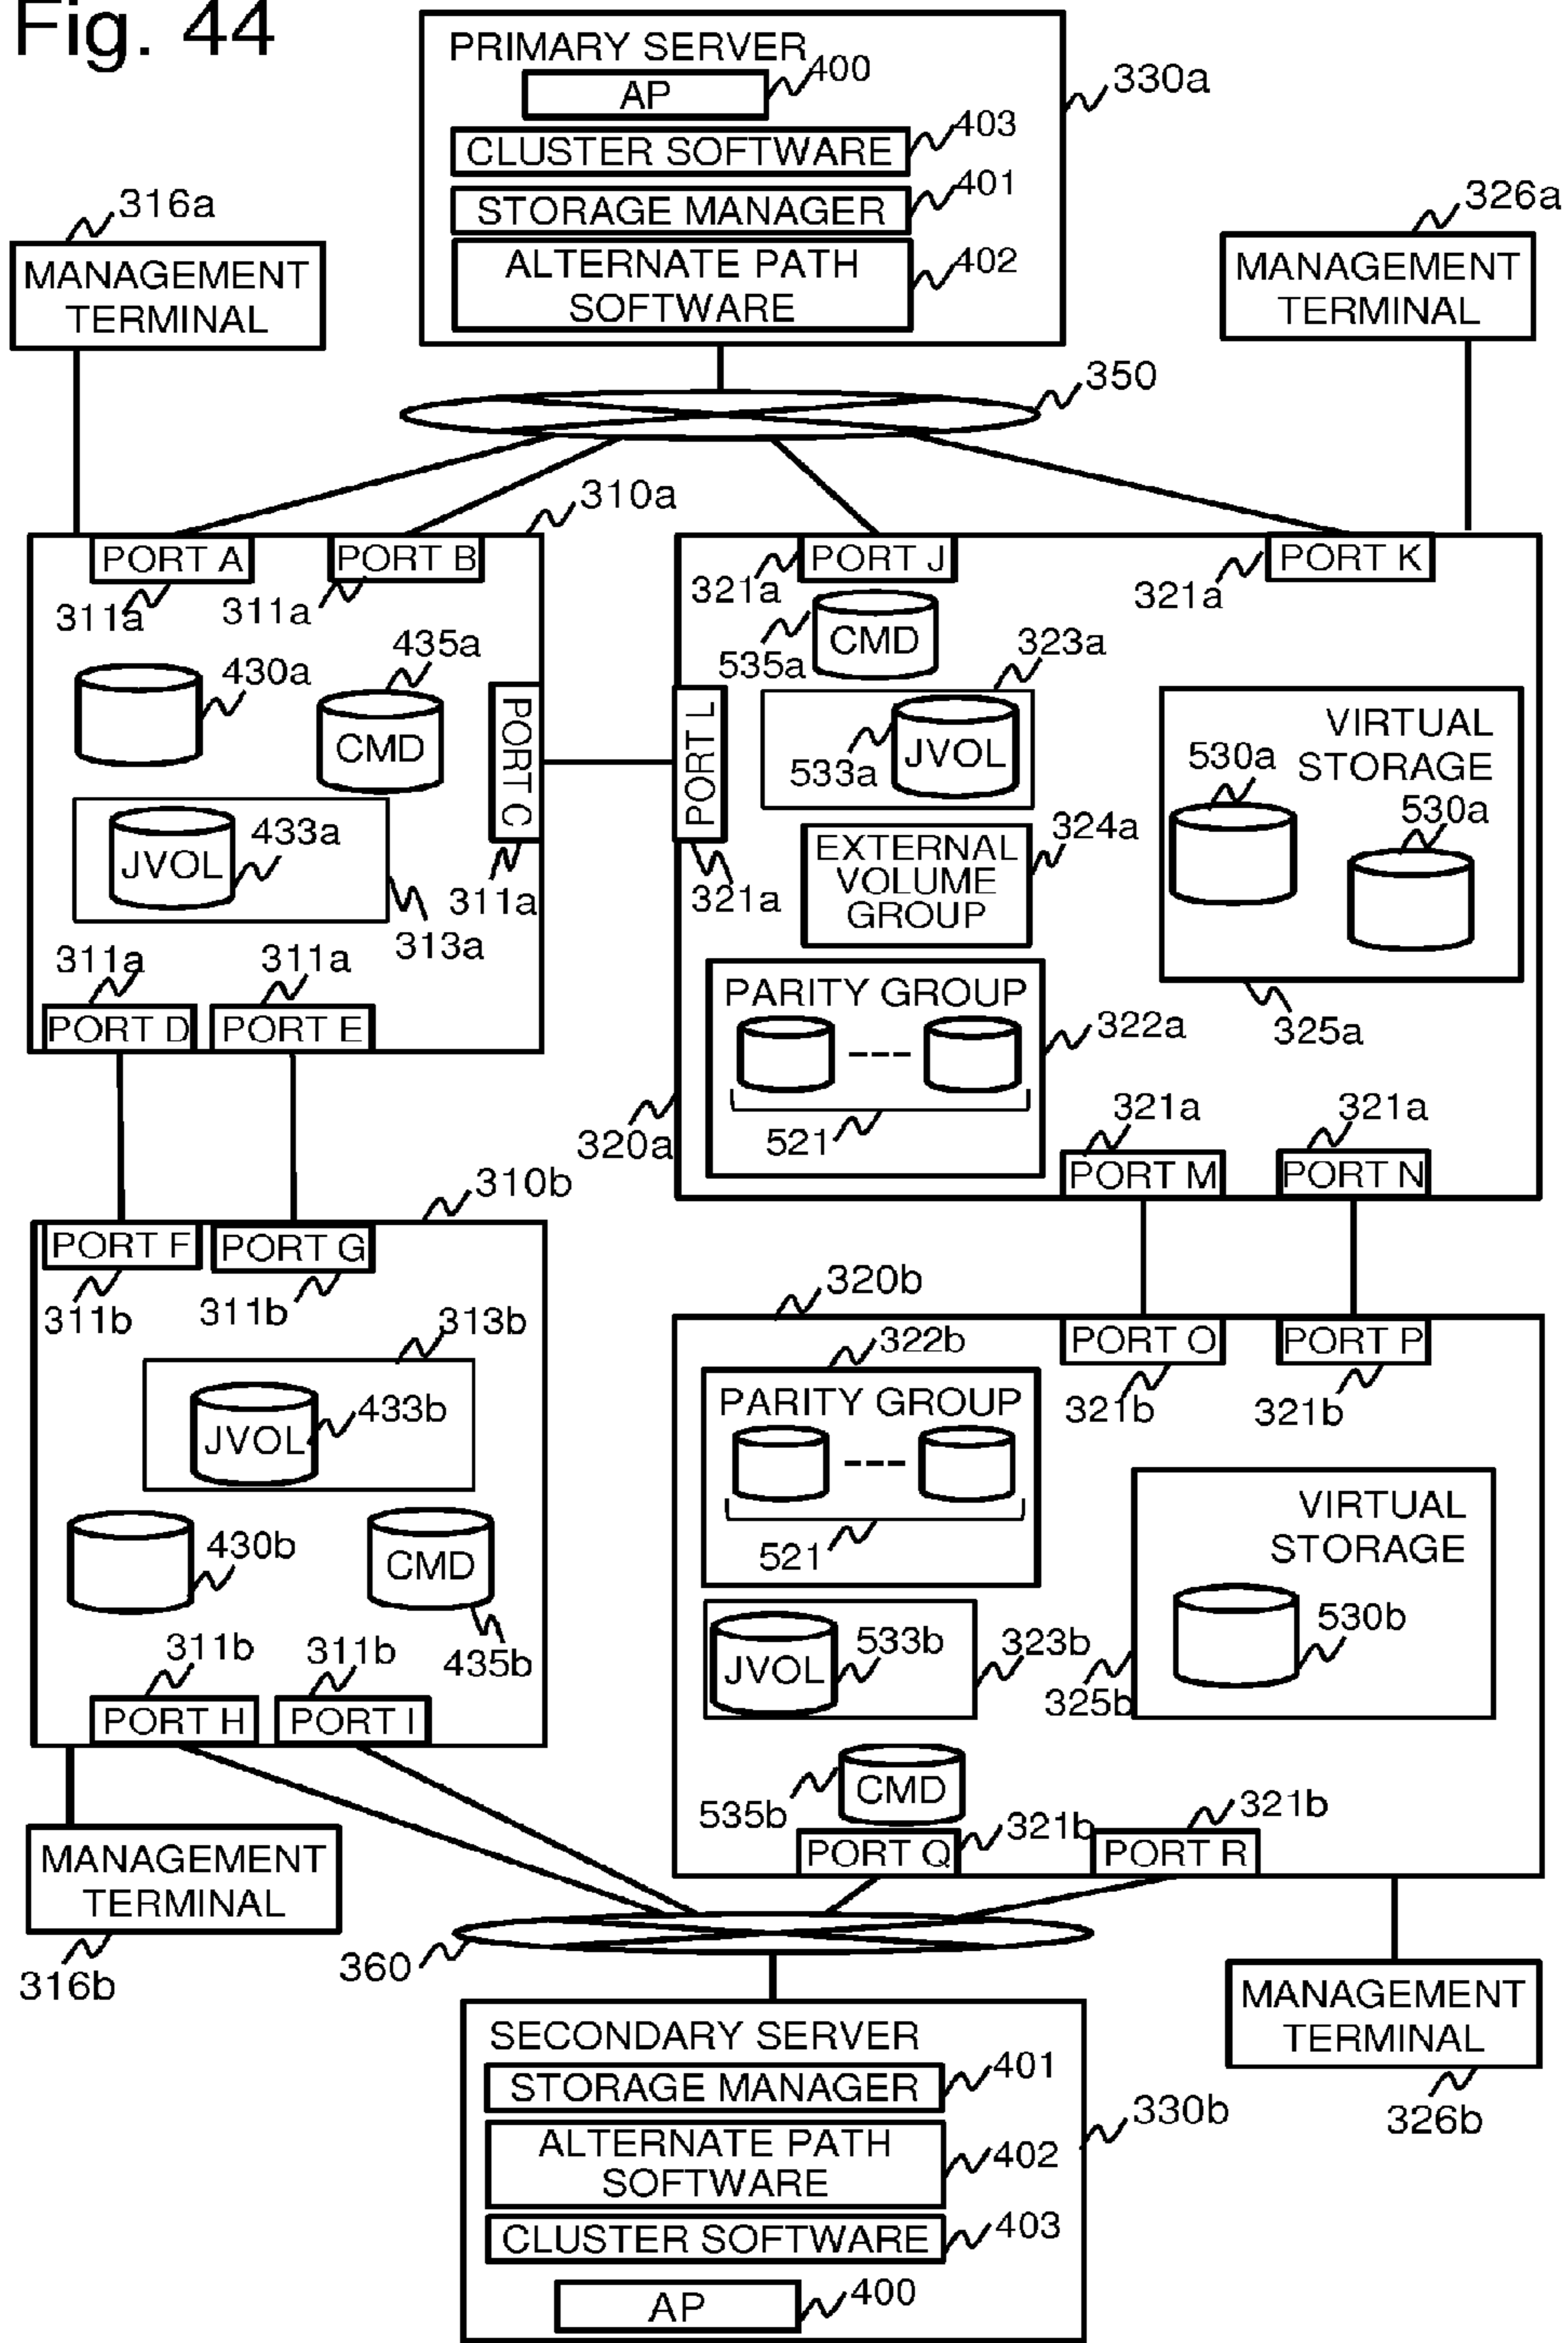 Fig. 44
PRIMARY SERVER
AP
400
330a
CLUSTER SOFTWARE
403
STORAGE MANAGER
401
ALTERNATE PATH
SOFTWARE
402
316a
MANAGEMENT
TERMINAL
326a
MANAGEMENT
TERMINAL
350
310a
PORT A
PORT B
311a
311a
430a
435a
CMD
PORT C
311a
JVOL
433a
313a
311a
311a
PORT D
PORT E
PORT J
PORT K
321a
321a
CMD
535a
323a
JVOL
533a
PORT L
321a
EXTERNAL
VOLUME
GROUP
324a
VIRTUAL
STORAGE
530a
530a
325a
PARITY GROUP
322a
521
320a
321a
321a
PORT M
PORT N
310b
PORT F
PORT G
311b
311b
313b
JVOL
433b
430b
CMD
435b
311b
311b
PORT H
PORT I
320b
PORT O
PORT P
321b
321b
322b
PARITY GROUP
521
VIRTUAL
STORAGE
530b
325b
JVOL
533b
323b
CMD
535b
321b
321b
PORT Q
PORT R
MANAGEMENT
TERMINAL
316b
360
MANAGEMENT
TERMINAL
326b
SECONDARY SERVER
STORAGE MANAGER
401
330b
ALTERNATE PATH
SOFTWARE
402
CLUSTER SOFTWARE
403
AP
400